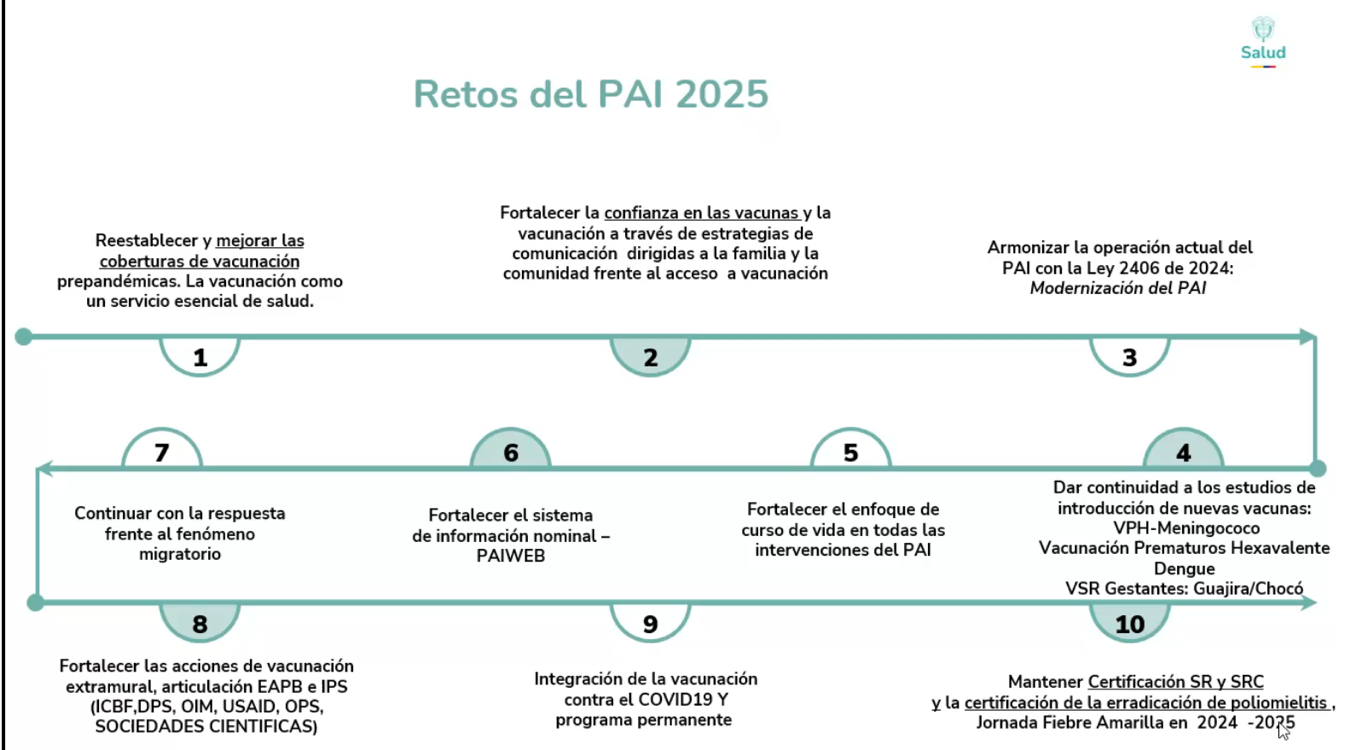 Salud
Retos del PAI 2025
Reestablecer y mejorar las
coberturas de vacunación
prepandémicas. La vacunación como
un servicio esencial de salud.
Fortalecer la confianza en las vacunas y la
vacunación a través de estrategias de
comunicación dirigidas a la familia y la
comunidad frente al acceso a vacunación
Armonizar la operación actual del
PAI con la Ley 2406 de 2024:
Modernización del PAI
1
2
3
4
Dar continuidad a los estudios de
introducción de nuevas vacunas:
VPH-Meningococo
Vacunación Prematuros Hexavalente
Dengue
VSR Gestantes: Guajira/Chocó
5
Fortalecer el enfoque de
curso de vida en todas las
intervenciones del PAI
6
Fortalecer el sistema
de información nominal –
PAIWEB
7
Continuar con la respuesta
frente al fenómeno
migratorio
8
Fortalecer las acciones de vacunación
extramural, articulación EAPB e IPS
(ICBF,DPS, OIM, USAID, OPS,
SOCIEDADES CIENTIFICAS)
9
Integración de la vacunación
contra el COVID19 Y
programa permanente
10
Mantener Certificación SR y SRC
y la certificación de la erradicación de poliomielitis ,
Jornada Fiebre Amarilla en 2024 -2025